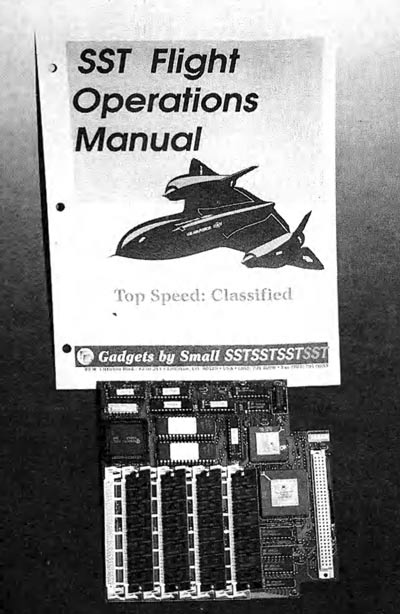 SST Flight
Operations
Manual
Top Speed: Classified
Gadgets by Small SSTSSTSSTSST